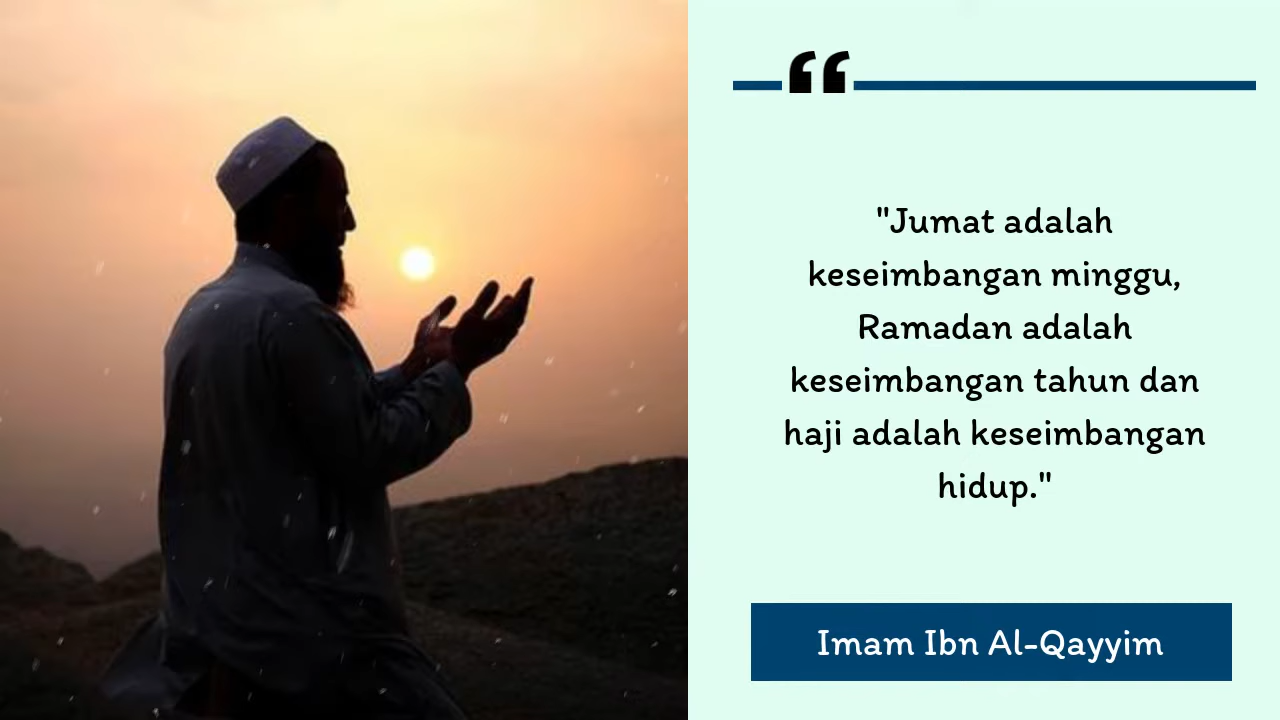 "Jumat adalah
keseimbangan minggu,
Ramadan adalah
keseimbangan tahun dan
haji adalah keseimbangan
hidup."
Imam Ibn Al-Qayyim